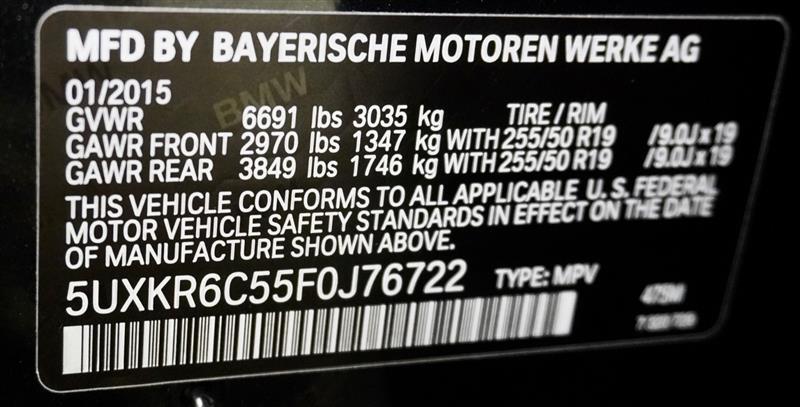 MFD BY BAYERISCHE MOTOREN WERKE AG
01/2015
GVWR 6691 lbs 3035 kg TIRE / RIM
GAWR FRONT 2970 lbs 1347 kg WITH 255/50 R19 /9.0J x 19
GAWR REAR 3849 lbs 1746 kg WITH 255/50 R19 /9.0J x 19
THIS VEHICLE CONFORMS TO ALL APPLICABLE U.S. FEDERAL
MOTOR VEHICLE SAFETY STANDARDS IN EFFECT ON THE DATE
OF MANUFACTURE SHOWN ABOVE.
5UXKR6C55F0J76722 TYPE: MPV